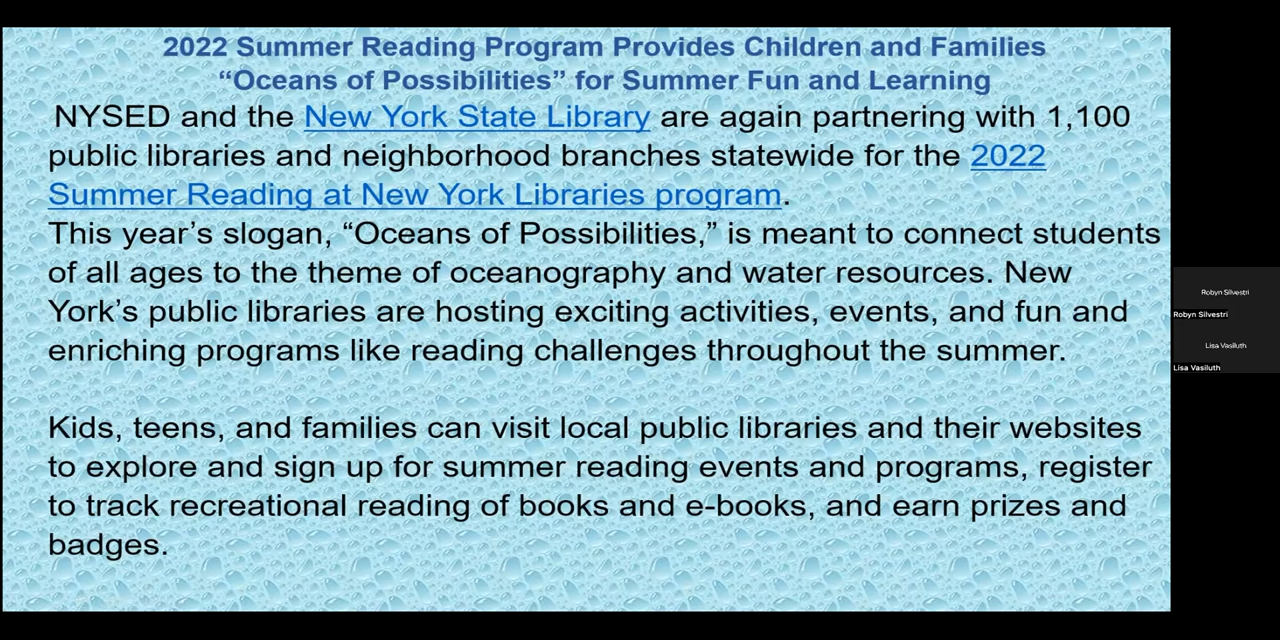 2022 Summer Reading Program Provides Children and Families
“Oceans of Possibilities” for Summer Fun and Learning
NYSED and the New York State Library are again partnering with 1,100
public libraries and neighborhood branches statewide for the 2022
Summer Reading at New York Libraries program.
This year’s slogan, “Oceans of Possibilities,” is meant to connect students
of all ages to the theme of oceanography and water resources. New
York’s public libraries are hosting exciting activities, events, and fun and
enriching programs like reading challenges throughout the summer.
Kids, teens, and families can visit local public libraries and their websites
to explore and sign up for summer reading events and programs, register
to track recreational reading of books and e-books, and earn prizes and
badges.
Robyn Silvestri
Robyn Silvestri
Lisa Vasiluth
Lisa Vasiluth